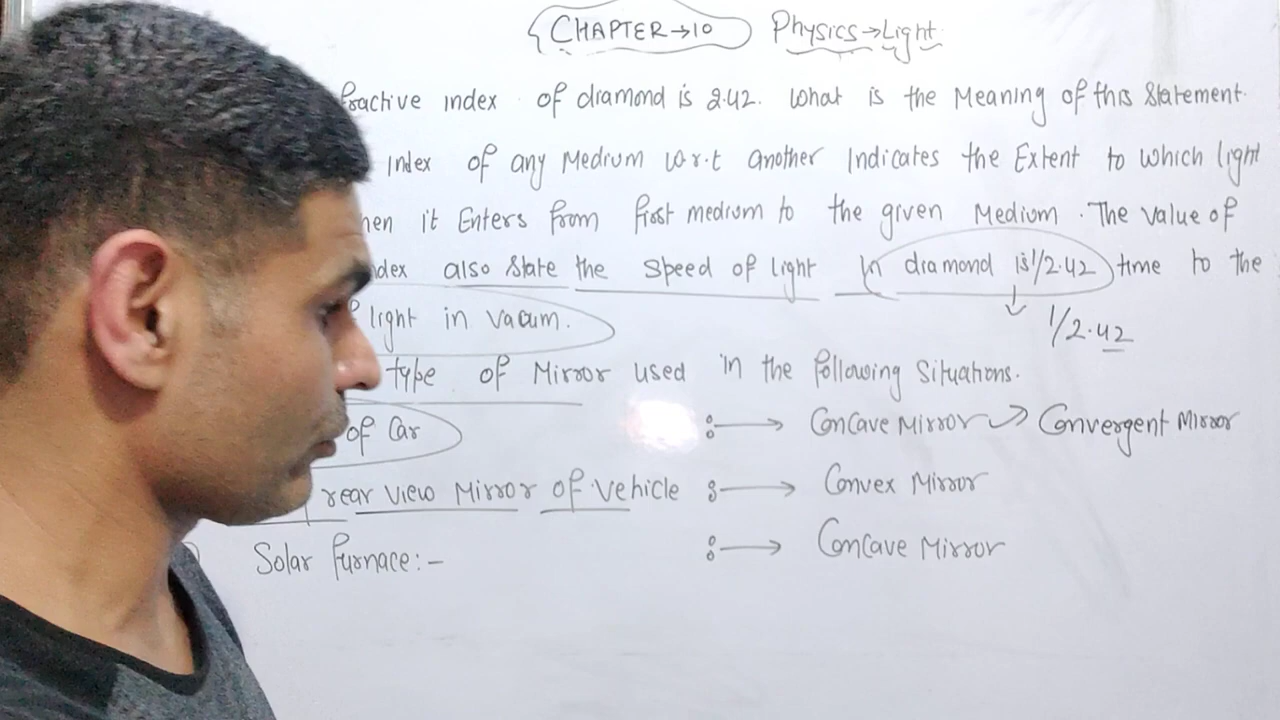 CHAPTER→10 Physics→Light
fractive index of diamond is 2.42. What is the Meaning of this Statement.
Index of any Medium w.r.t another Indicates the Extent to which light
hen it Enters from first medium to the given Medium. The value of
dex also state the speed of light in diamond is 1/2.42 time to the
f light in vacum.
1/2.42
type of Mirror used in the following Situations.
of Car : → Concave Mirror → Convergent Mirror
rear view Mirror of vehicle : → Convex Mirror
Solar furnace:- : → Concave Mirror